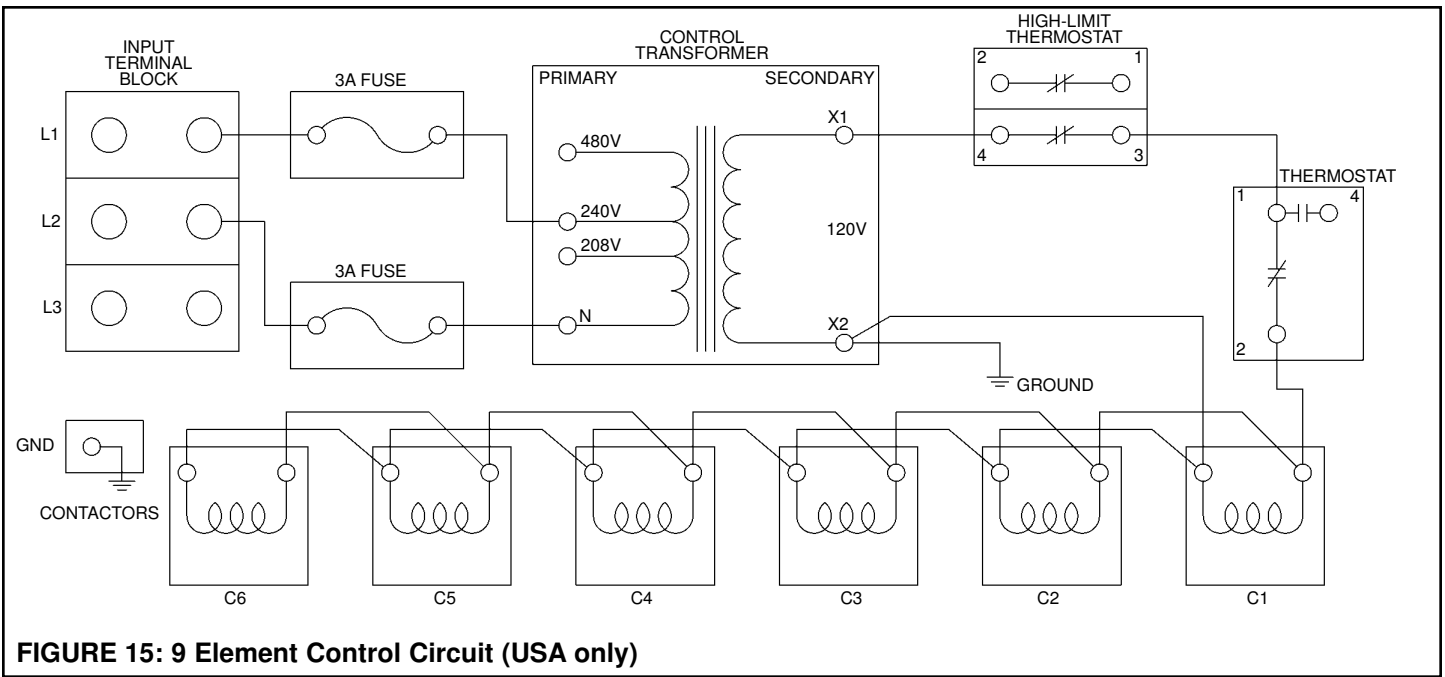 INPUT
TERMINAL
BLOCK
L1
L2
L3
3A FUSE
3A FUSE
CONTROL
TRANSFORMER
PRIMARY
SECONDARY
480V
240V
208V
N
X1
120V
X2
HIGH-LIMIT
THERMOSTAT
2
1
4
3
THERMOSTAT
1
4
2
GROUND
GND
CONTACTORS
C6
C5
C4
C3
C2
C1
FIGURE 15: 9 Element Control Circuit (USA only)